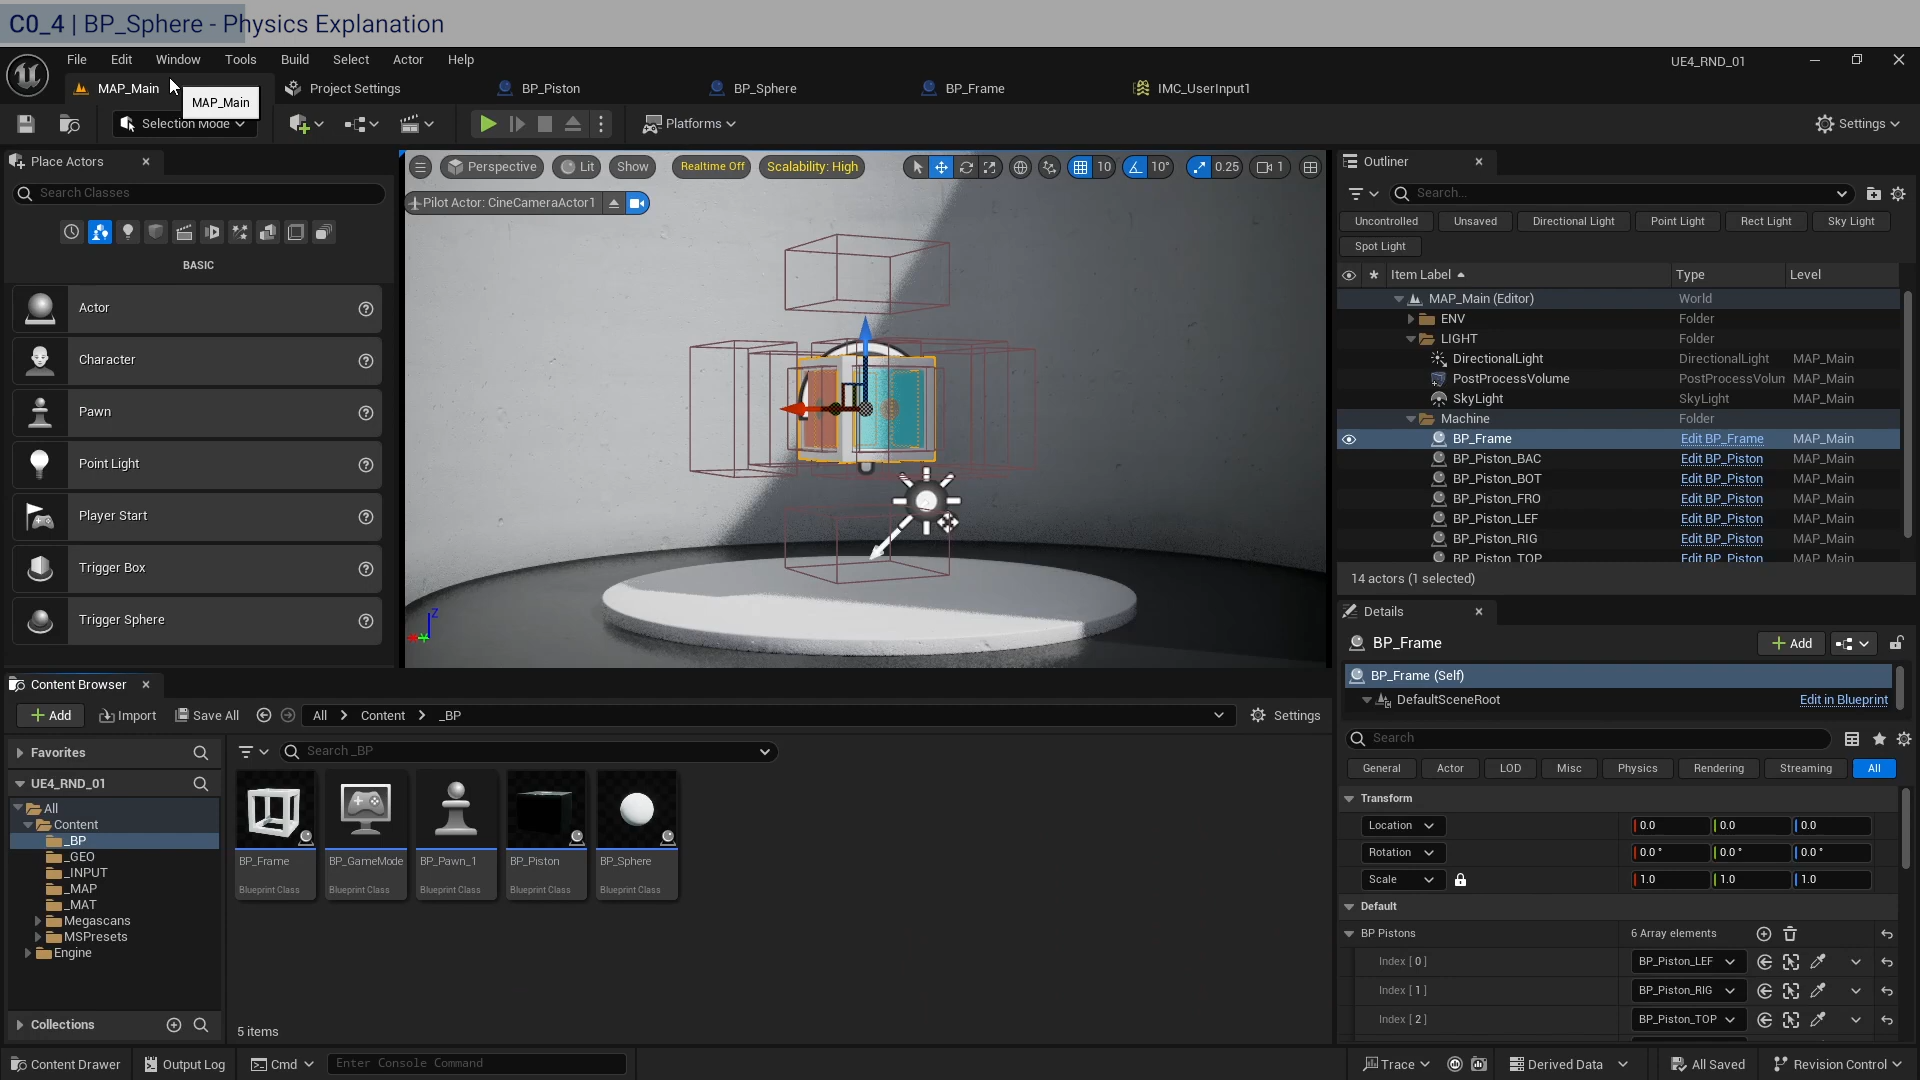 C0_4 | BP_Sphere - Physics Explanation
File Edit Window Tools Build Select Actor Help
UE4_RND_01
MAP_Main Project Settings BP_Piston BP_Sphere BP_Frame IMC_UserInput1
MAP_Main
Selection Mode Platforms Settings
Place Actors
Search Classes
BASIC
Actor
Character
Pawn
Point Light
Player Start
Trigger Box
Trigger Sphere
Perspective Lit Show Realtime Off Scalability: High 10 10° 0.25 1
Pilot Actor: CineCameraActor1
Z
Outliner
Search...
Uncontrolled Unsaved Directional Light Point Light Rect Light Sky Light
Spot Light
Item Label Type Level
MAP_Main (Editor) World
ENV Folder
LIGHT Folder
DirectionalLight DirectionalLight MAP_Main
PostProcessVolume PostProcessVolum MAP_Main
SkyLight SkyLight MAP_Main
Machine Folder
BP_Frame Edit BP_Frame MAP_Main
BP_Piston_BAC Edit BP_Piston MAP_Main
BP_Piston_BOT Edit BP_Piston MAP_Main
BP_Piston_FRO Edit BP_Piston MAP_Main
BP_Piston_LEF Edit BP_Piston MAP_Main
BP_Piston_RIG Edit BP_Piston MAP_Main
BP_Piston_TOP Edit BP_Piston MAP_Main
14 actors (1 selected)
Details
BP_Frame Add
BP_Frame (Self)
DefaultSceneRoot Edit in Blueprint
Search
General Actor LOD Misc Physics Rendering Streaming All
Transform
Location 0.0 0.0 0.0
Rotation 0.0° 0.0° 0.0°
Scale 1.0 1.0 1.0
Default
BP Pistons 6 Array elements
Index [ 0 ] BP_Piston_LEF
Index [ 1 ] BP_Piston_RIG
Index [ 2 ] BP_Piston_TOP
Content Browser
Add Import Save All All Content _BP Settings
Favorites
UE4_RND_01
All
Content
_BP
_GEO
_INPUT
_MAP
_MAT
Megascans
MSPresets
Engine
Collections
Search _BP
BP_Frame BP_GameMode BP_Pawn_1 BP_Piston BP_Sphere
Blueprint Class Blueprint Class Blueprint Class Blueprint Class Blueprint Class
5 items
Content Drawer Output Log Cmd Enter Console Command Trace Derived Data All Saved Revision Control